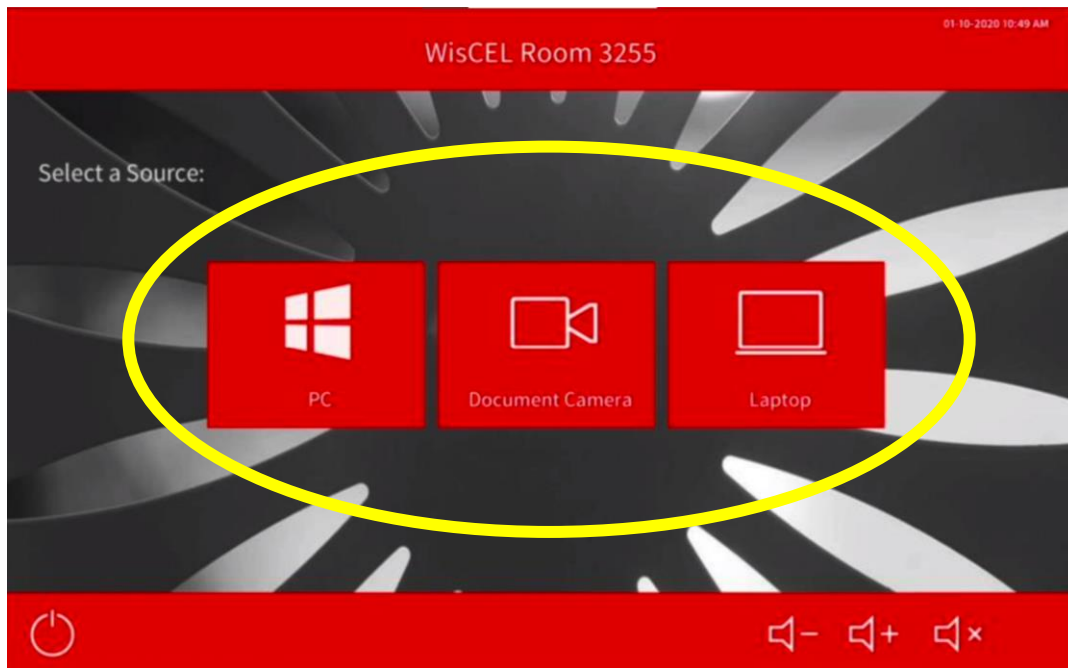 01-10-2020 10:49 AM
WisCEL Room 3255
Select a Source:
PC
Document Camera
Laptop